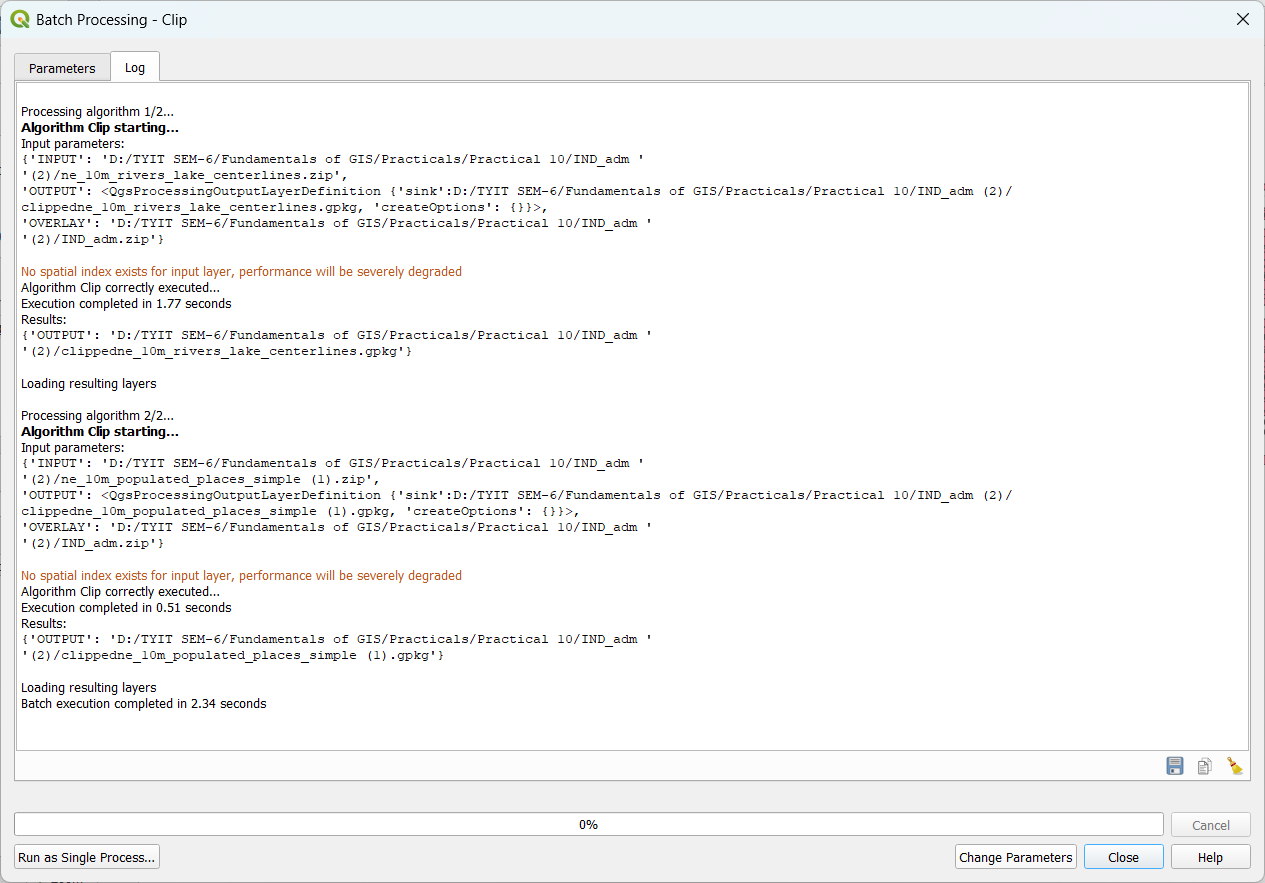 Batch Processing - Clip
Parameters
Log
Processing algorithm 1/2...
Algorithm Clip starting...
Input parameters:
{'INPUT': 'D:/TYIT SEM-6/Fundamentals of GIS/Practicals/Practical 10/IND_adm '
'(2)/ne_10m_rivers_lake_centerlines.zip',
'OUTPUT': <QgsProcessingOutputLayerDefinition {'sink':D:/TYIT SEM-6/Fundamentals of GIS/Practicals/Practical 10/IND_adm (2)/
clippedne_10m_rivers_lake_centerlines.gpkg, 'createOptions': {}}>,
'OVERLAY': 'D:/TYIT SEM-6/Fundamentals of GIS/Practicals/Practical 10/IND_adm '
'(2)/IND_adm.zip'}
No spatial index exists for input layer, performance will be severely degraded
Algorithm Clip correctly executed...
Execution completed in 1.77 seconds
Results:
{'OUTPUT': 'D:/TYIT SEM-6/Fundamentals of GIS/Practicals/Practical 10/IND_adm '
'(2)/clippedne_10m_rivers_lake_centerlines.gpkg'}
Loading resulting layers
Processing algorithm 2/2...
Algorithm Clip starting...
Input parameters:
{'INPUT': 'D:/TYIT SEM-6/Fundamentals of GIS/Practicals/Practical 10/IND_adm '
'(2)/ne_10m_populated_places_simple (1).zip',
'OUTPUT': <QgsProcessingOutputLayerDefinition {'sink':D:/TYIT SEM-6/Fundamentals of GIS/Practicals/Practical 10/IND_adm (2)/
clippedne_10m_populated_places_simple (1).gpkg, 'createOptions': {}}>,
'OVERLAY': 'D:/TYIT SEM-6/Fundamentals of GIS/Practicals/Practical 10/IND_adm '
'(2)/IND_adm.zip'}
No spatial index exists for input layer, performance will be severely degraded
Algorithm Clip correctly executed...
Execution completed in 0.51 seconds
Results:
{'OUTPUT': 'D:/TYIT SEM-6/Fundamentals of GIS/Practicals/Practical 10/IND_adm '
'(2)/clippedne_10m_populated_places_simple (1).gpkg'}
Loading resulting layers
Batch execution completed in 2.34 seconds
0%
Cancel
Run as Single Process...
Change Parameters
Close
Help